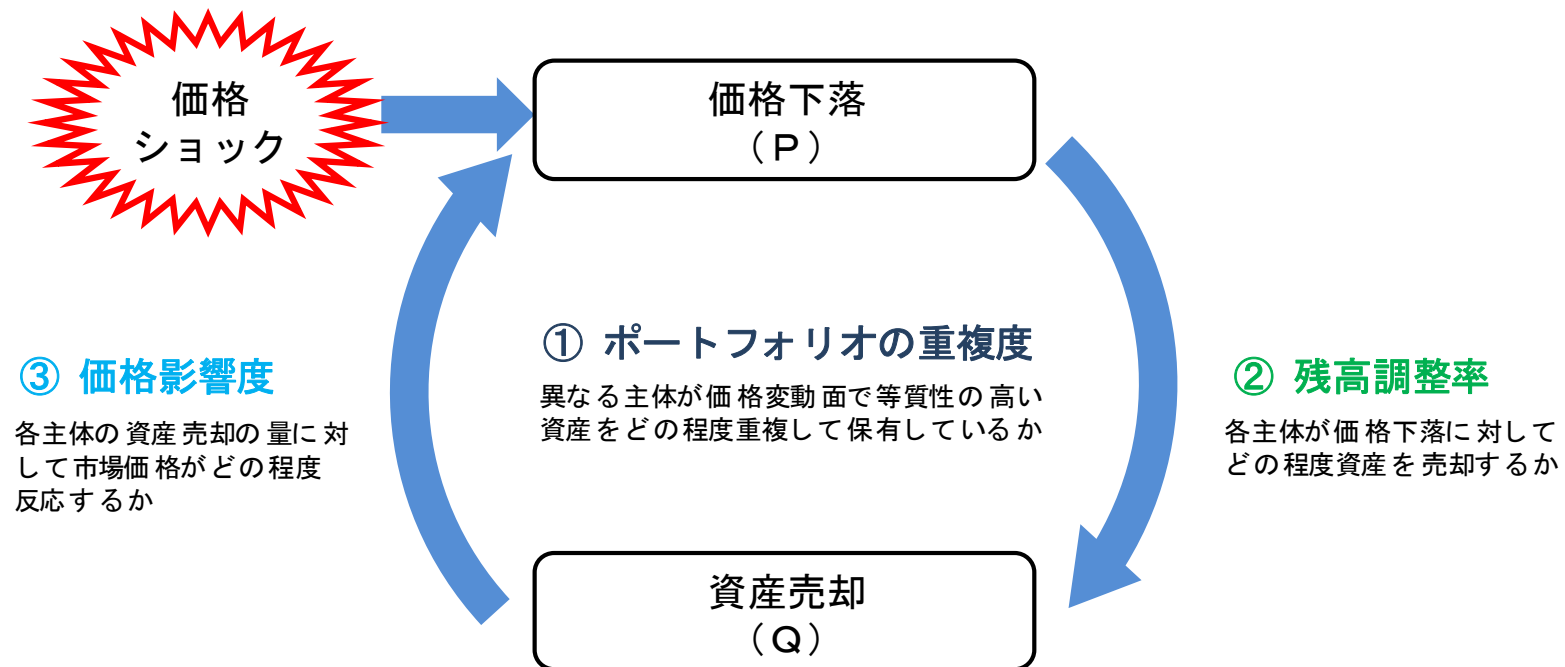 価格
ショック
価格下落
（Ｐ）
① ポートフォリオの重複度
異なる主体が価格変動面で等質性の高い
資産をどの程度重複して保有しているか
③ 価格影響度
各主体の資産売却の量に対
して市場価格がどの程度
反応するか
② 残高調整率
各主体が価格下落に対して
どの程度資産を売却するか
資産売却
（Ｑ）